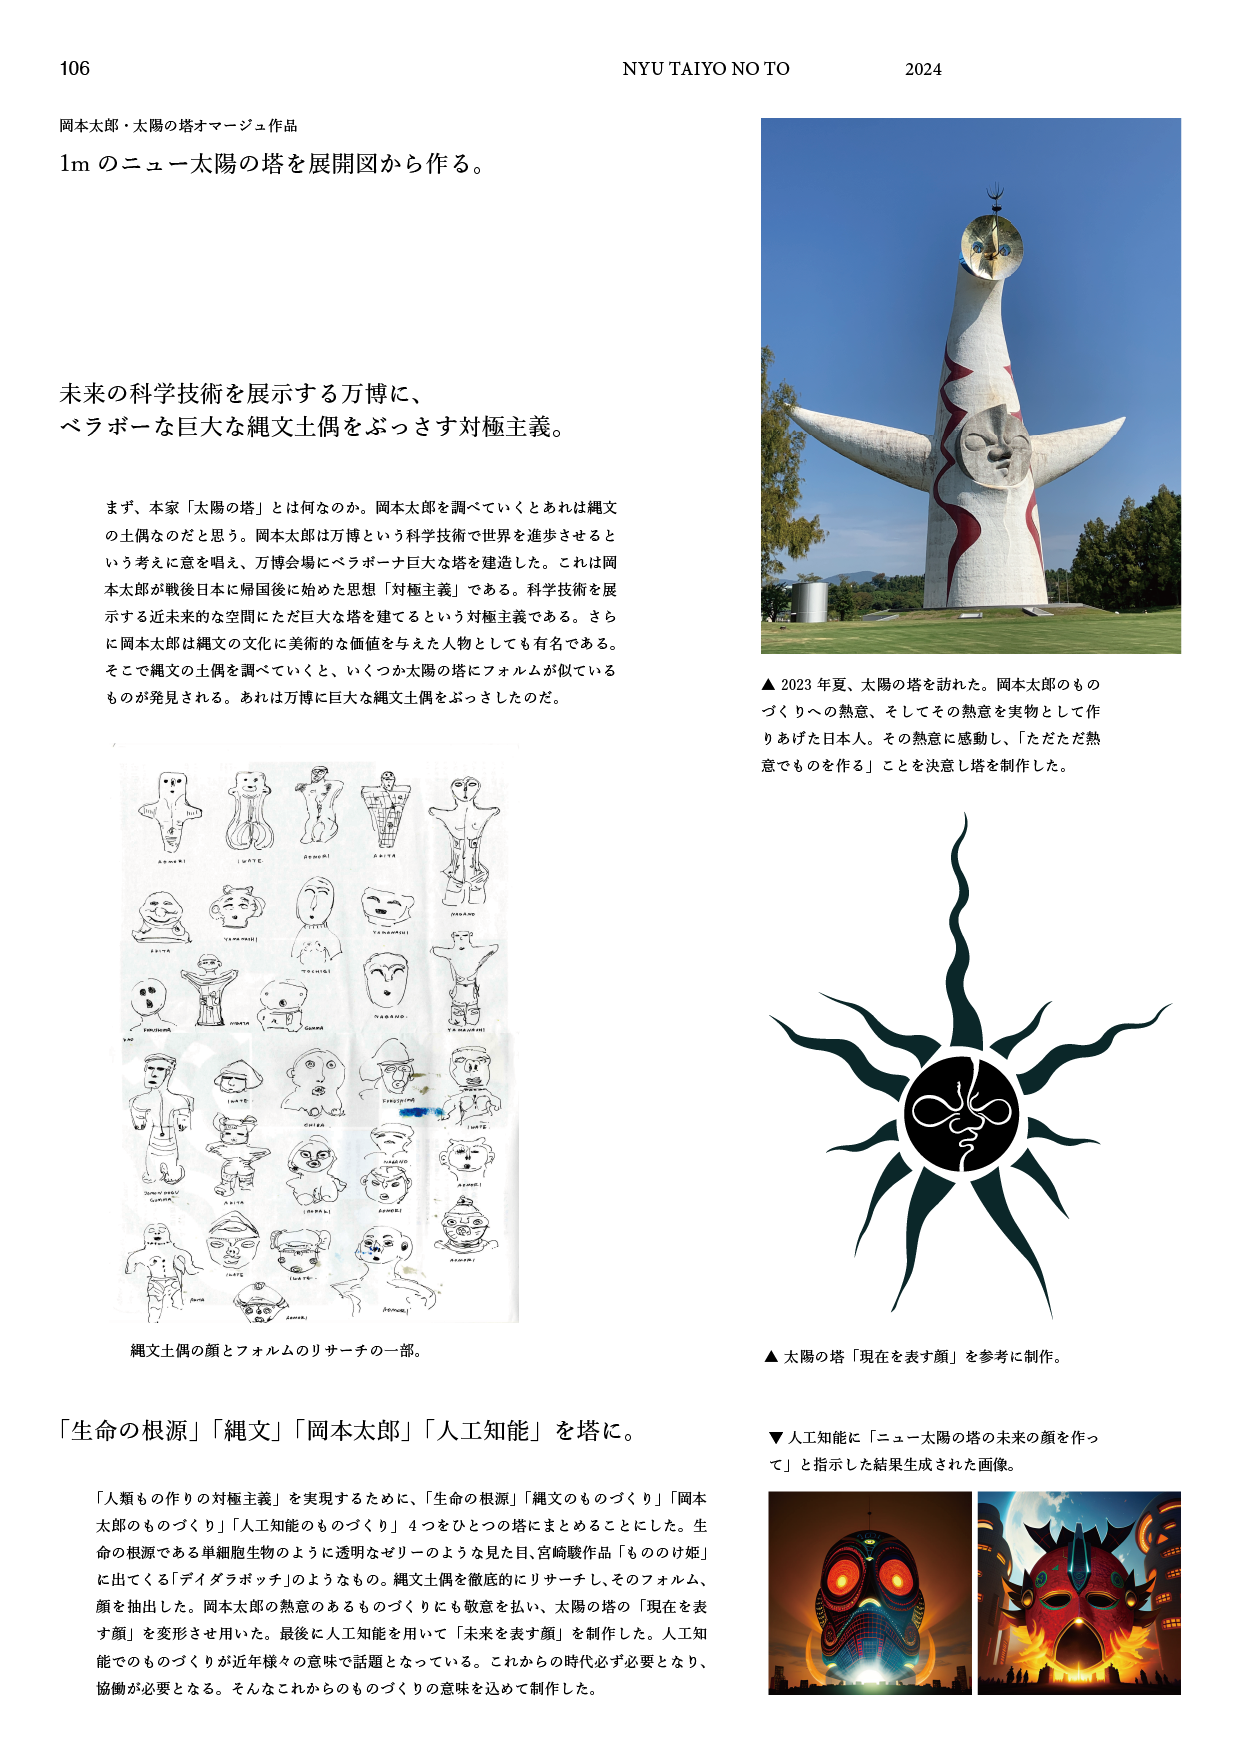 106
NYU TAIYO NO TO
2024
岡本太郎・太陽の塔オマージュ作品
1m のニュー太陽の塔を展開図から作る。
未来の科学技術を展示する万博に、
ベラボーな巨大な縄文土偶をぶっさす対極主義。
まず、本家「太陽の塔」とは何なのか。岡本太郎を調べていくとあれは縄文
の土偶なのだと思う。岡本太郎は万博という科学技術で世界を進歩させると
いう考えに意を唱え、万博会場にベラボーナ巨大な塔を建造した。これは岡
本太郎が戦後日本に帰国後に始めた思想「対極主義」である。科学技術を展
示する近未来的な空間にただ巨大な塔を建てるという対極主義である。さら
に岡本太郎は縄文の文化に美術的な価値を与えた人物としても有名である。
そこで縄文の土偶を調べていくと、いくつか太陽の塔にフォルムが似ている
ものが発見される。あれは万博に巨大な縄文土偶をぶっさしたのだ。
▲ 2023 年夏、太陽の塔を訪れた。岡本太郎のもの
づくりへの熱意、そしてその熱意を実物として作
りあげた日本人。その熱意に感動し、「ただただ熱
意でものを作る」ことを決意し塔を制作した。
AOMORI
IWATE
AOMORI
AKITA
NAGANO
AKITA
YAMANASHI
TOCHIGI
YAMANASHI
FUKUSHIMA
NIIGATA
GUNMA
NAGANO
YAMANASHI
IWATE
CHIBA
FUKUSHIMA
IWATE
JOMON DOGU
GUNMA
AKITA
IBARAKI
NAGANO
AOMORI
AOMORI
IWATE
IWATE
AOMORI
AOMORI
AOMORI
縄文土偶の顔とフォルムのリサーチの一部。
▲ 太陽の塔「現在を表す顔」を参考に制作。
「生命の根源」「縄文」「岡本太郎」「人工知能」を塔に。
「人類もの作りの対極主義」を実現するために、「生命の根源」「縄文のものづくり」「岡本
太郎のものづくり」「人工知能のものづくり」４つをひとつの塔にまとめることにした。生
命の根源である単細胞生物のように透明なゼリーのような見た目、宮崎駿作品「もののけ姫」
に出てくる「デイダラボッチ」のようなもの。縄文土偶を徹底的にリサーチし、そのフォルム、
顔を抽出した。岡本太郎の熱意のあるものづくりにも敬意を払い、太陽の塔の「現在を表
す顔」を変形させ用いた。最後に人工知能を用いて「未来を表す顔」を制作した。人工知
能でのものづくりが近年様々の意味で話題となっている。これからの時代必ず必要となり、
協働が必要となる。そんなこれからのものづくりの意味を込めて制作した。
▼ 人工知能に「ニュー太陽の塔の未来の顔を作っ
て」と指示した結果生成された画像。